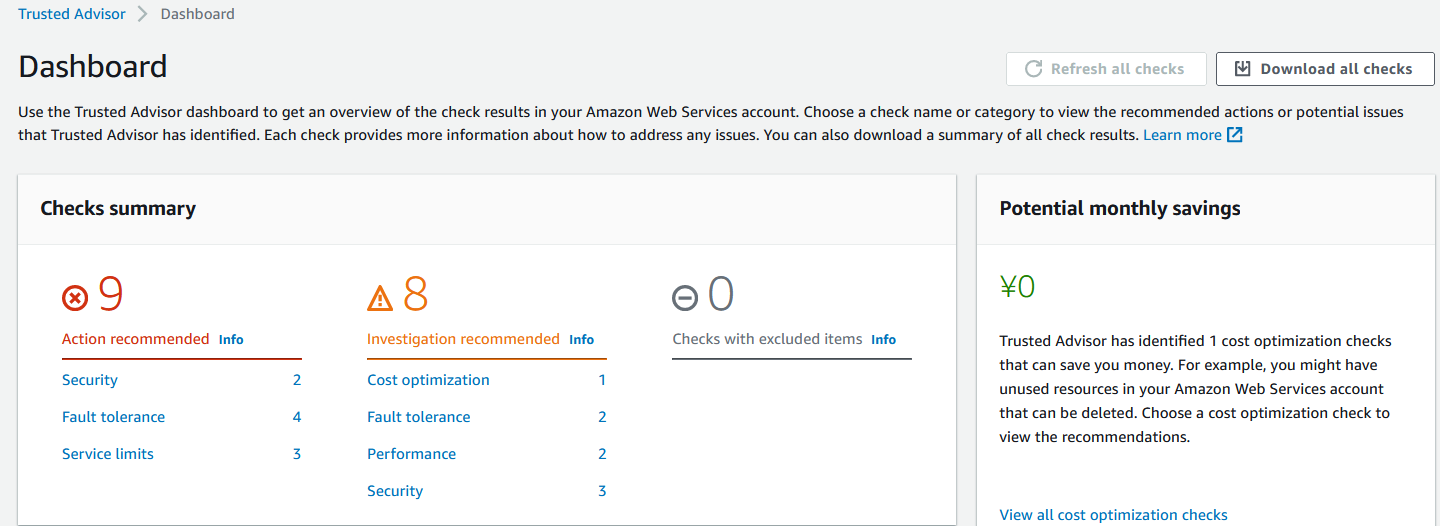 Trusted Advisor > Dashboard
Dashboard
Refresh all checks
Download all checks
Use the Trusted Advisor dashboard to get an overview of the check results in your Amazon Web Services account. Choose a check name or category to view the recommended actions or potential issues
that Trusted Advisor has identified. Each check provides more information about how to address any issues. You can also download a summary of all check results. Learn more
Checks summary
9
Action recommended Info
Security 2
Fault tolerance 4
Service limits 3
8
Investigation recommended Info
Cost optimization 1
Fault tolerance 2
Performance 2
Security 3
0
Checks with excluded items Info
Potential monthly savings
¥0
Trusted Advisor has identified 1 cost optimization checks
that can save you money. For example, you might have
unused resources in your Amazon Web Services account
that can be deleted. Choose a cost optimization check to
view the recommendations.
View all cost optimization checks